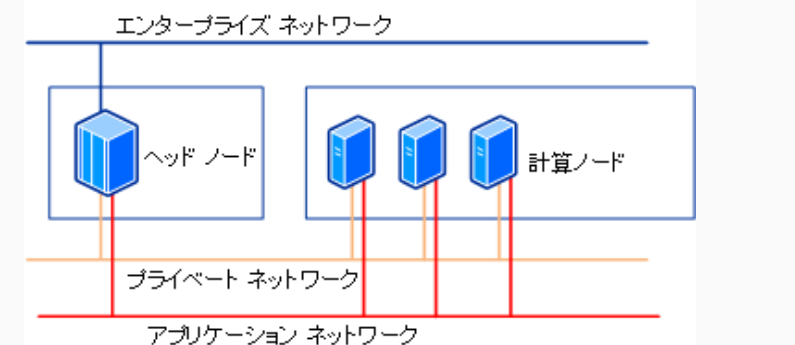 エンタープライズ ネットワーク
ヘッド ノード
計算ノード
プライベート ネットワーク
アプリケーション ネットワーク